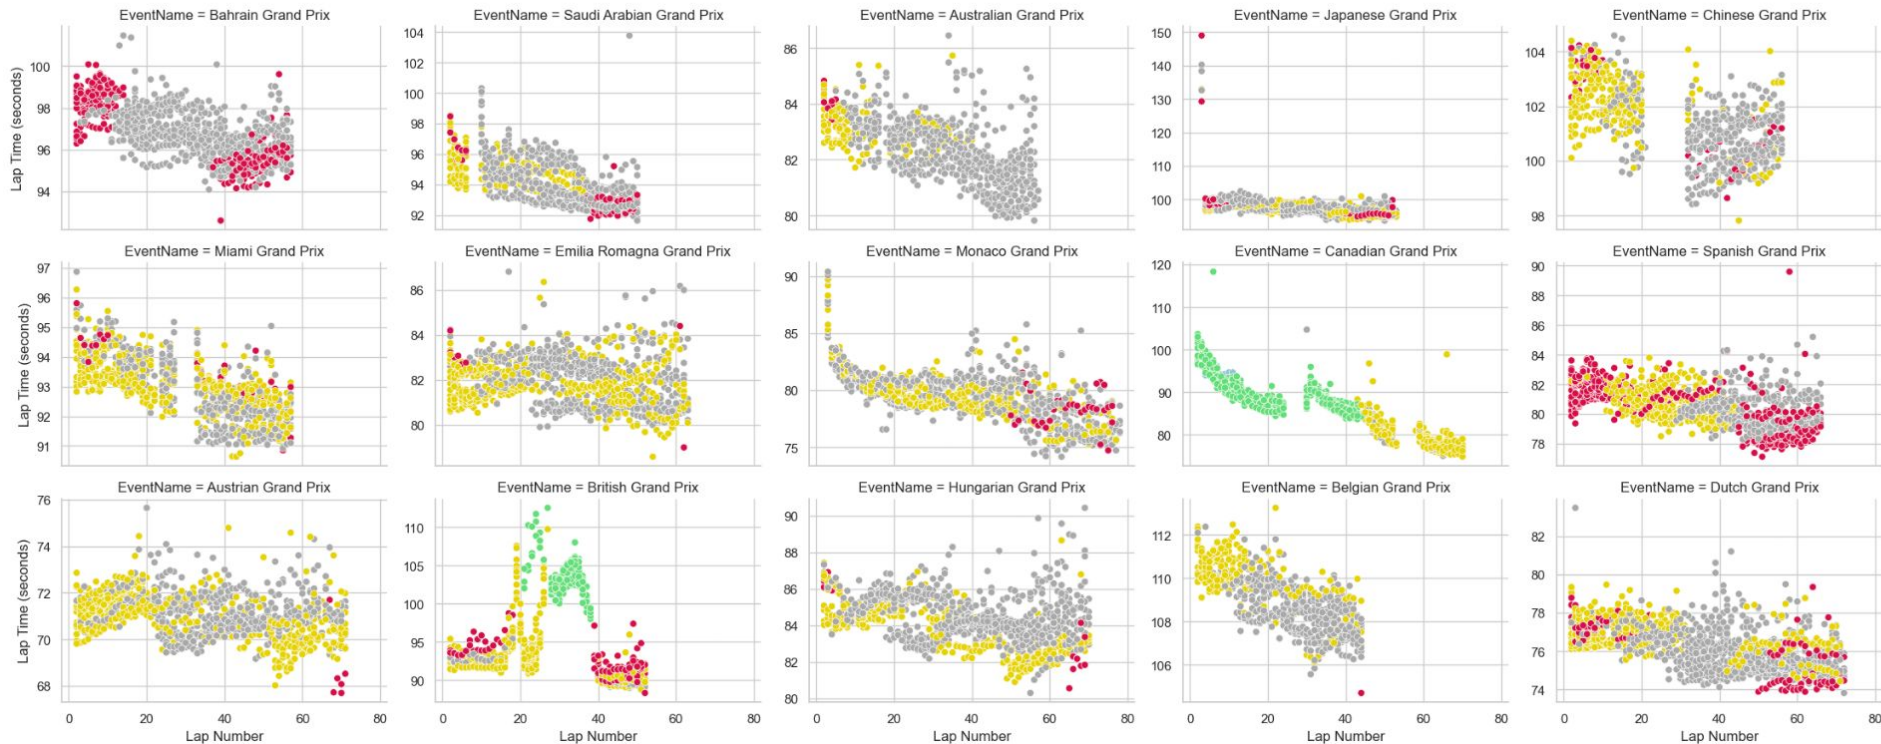 EventName = Bahrain Grand Prix
EventName = Saudi Arabian Grand Prix
EventName = Australian Grand Prix
EventName = Japanese Grand Prix
EventName = Chinese Grand Prix
Lap Time (seconds)
100
98
96
94
104
102
100
98
96
94
92
86
84
82
80
150
140
130
120
110
100
104
102
100
98
EventName = Miami Grand Prix
EventName = Emilia Romagna Grand Prix
EventName = Monaco Grand Prix
EventName = Canadian Grand Prix
EventName = Spanish Grand Prix
Lap Time (seconds)
97
96
95
94
93
92
91
86
84
82
80
90
85
80
75
120
110
100
90
80
90
88
86
84
82
80
78
EventName = Austrian Grand Prix
EventName = British Grand Prix
EventName = Hungarian Grand Prix
EventName = Belgian Grand Prix
EventName = Dutch Grand Prix
Lap Time (seconds)
76
74
72
70
68
110
105
100
95
90
90
88
86
84
82
80
112
110
108
106
82
80
78
76
74
0 20 40 60 80
0 20 40 60 80
0 20 40 60 80
0 20 40 60 80
0 20 40 60 80
Lap Number
Lap Number
Lap Number
Lap Number
Lap Number